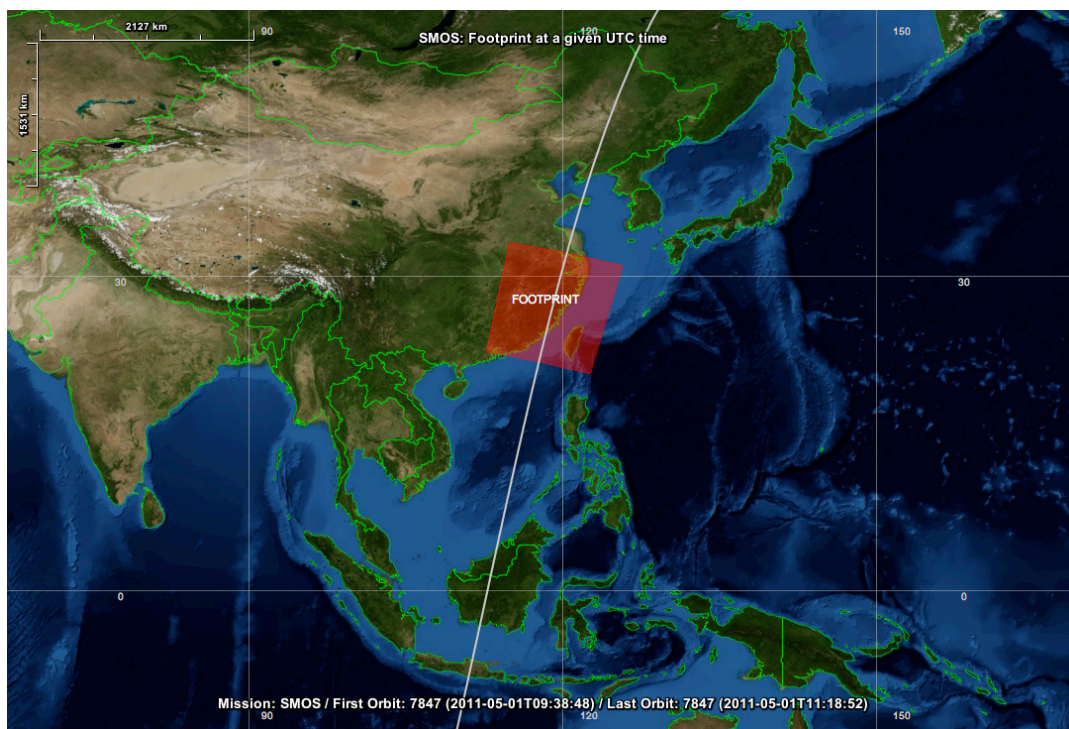 2127 km
90
SMOS: Footprint at a given UTC time
120
150
1531 km
30
30
FOOTPRINT
0
0
Mission: SMOS / First Orbit: 7847 (2011-05-01T09:38:48) / Last Orbit: 7847 (2011-05-01T11:18:52)
90
120
150